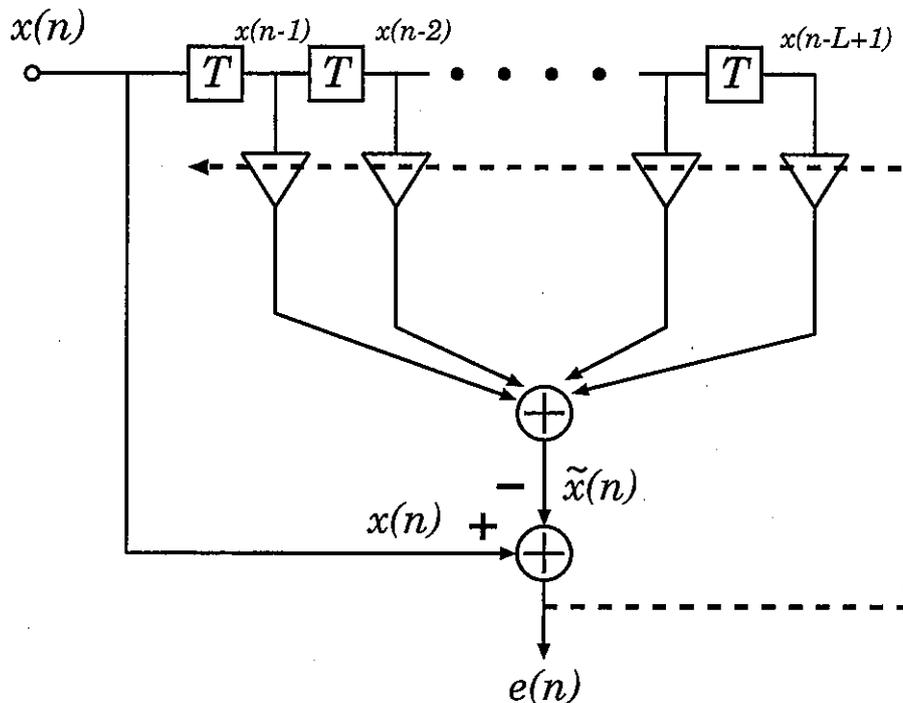 x(n)
x(n-1)
x(n-2)
x(n-L+1)
T
T
T
− x̃(n)
x(n) +
e(n)